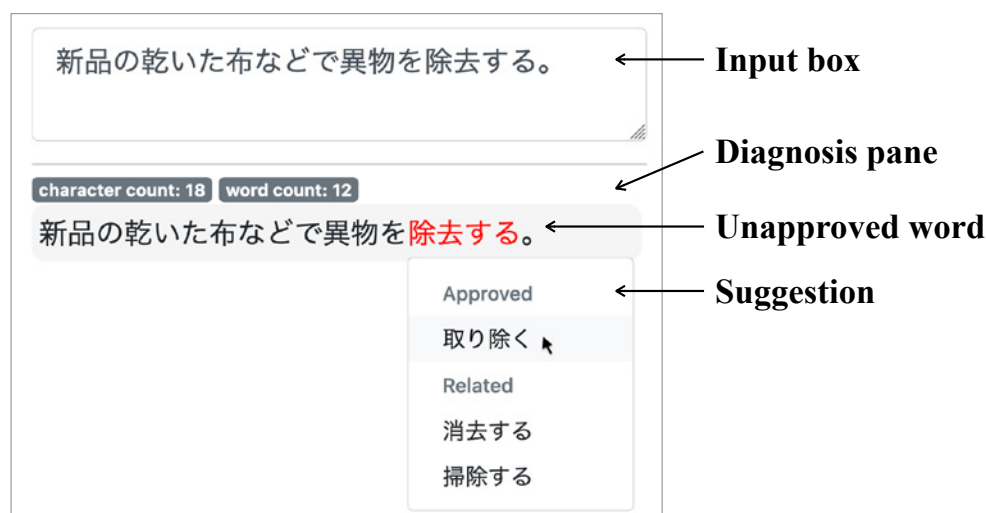 新品の乾いた布などで異物を除去する。
Input box
Diagnosis pane
character count: 18 word count: 12
新品の乾いた布などで異物を除去する。
Unapproved word
Approved
Suggestion
取り除く
Related
消去する
掃除する